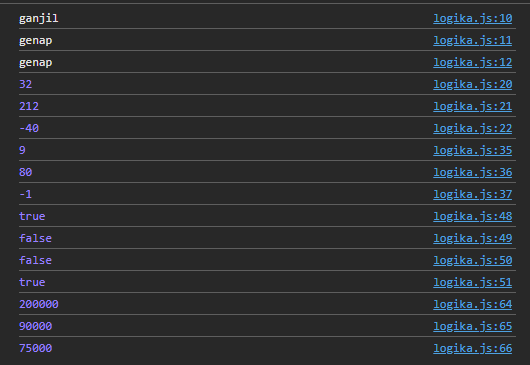 ganjil logika.js:10
genap logika.js:11
genap logika.js:12
32 logika.js:20
212 logika.js:21
-40 logika.js:22
9 logika.js:35
80 logika.js:36
-1 logika.js:37
true logika.js:48
false logika.js:49
false logika.js:50
true logika.js:51
200000 logika.js:64
90000 logika.js:65
75000 logika.js:66